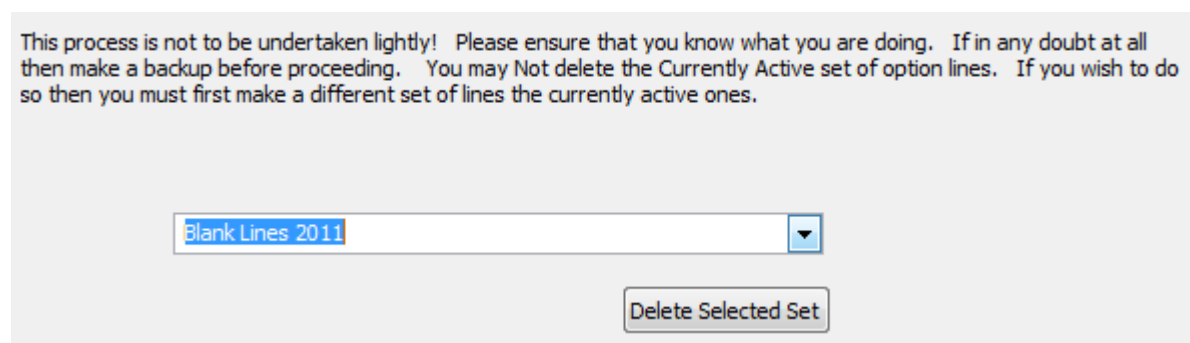 This process is not to be undertaken lightly!   Please ensure that you know what you are doing.   If in any doubt at all
then make a backup before proceeding.    You may Not delete the Currently Active set of option lines.   If you wish to do
so then you must first make a different set of lines the currently active ones.
Blank Lines 2011
Delete Selected Set